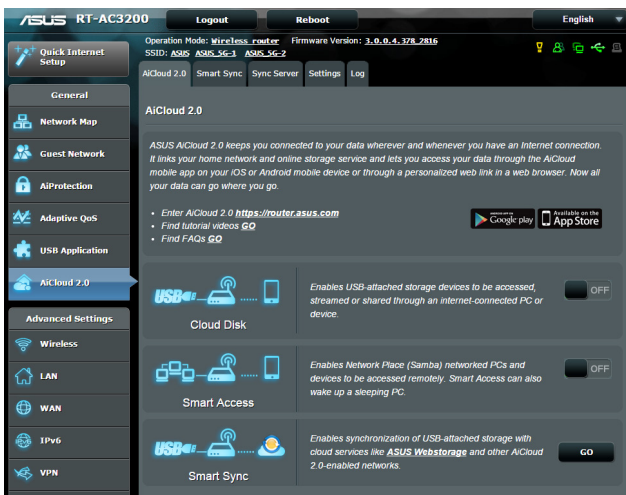 ASUS RT-AC3200
Logout
Reboot
English
Operation Mode: Wireless router Firmware Version: 3.0.0.4.378_2816
SSID: ASUS ASUS_5G-1 ASUS_5G-2
Quick Internet
Setup
General
Network Map
Guest Network
AiProtection
Adaptive QoS
USB Application
AiCloud 2.0
Advanced Settings
Wireless
LAN
WAN
IPv6
VPN
AiCloud 2.0
Smart Sync
Sync Server
Settings
Log
AiCloud 2.0
ASUS AiCloud 2.0 keeps you connected to your data wherever and whenever you have an Internet connection.
It links your home network and online storage service and lets you access your data through the AiCloud
mobile app on your iOS or Android mobile device or through a personalized web link in a web browser. Now all
your data can go where you go.
• Enter AiCloud 2.0 https://router.asus.com
• Find tutorial videos GO
• Find FAQs GO
Google play
Available on the
App Store
USB
Cloud Disk
Enables USB-attached storage devices to be accessed,
streamed or shared through an internet-connected PC or
device.
OFF
Smart Access
Enables Network Place (Samba) networked PCs and
devices to be accessed remotely. Smart Access can also
wake up a sleeping PC.
OFF
USB
Smart Sync
Enables synchronization of USB-attached storage with
cloud services like ASUS Webstorage and other AiCloud
2.0-enabled networks.
GO